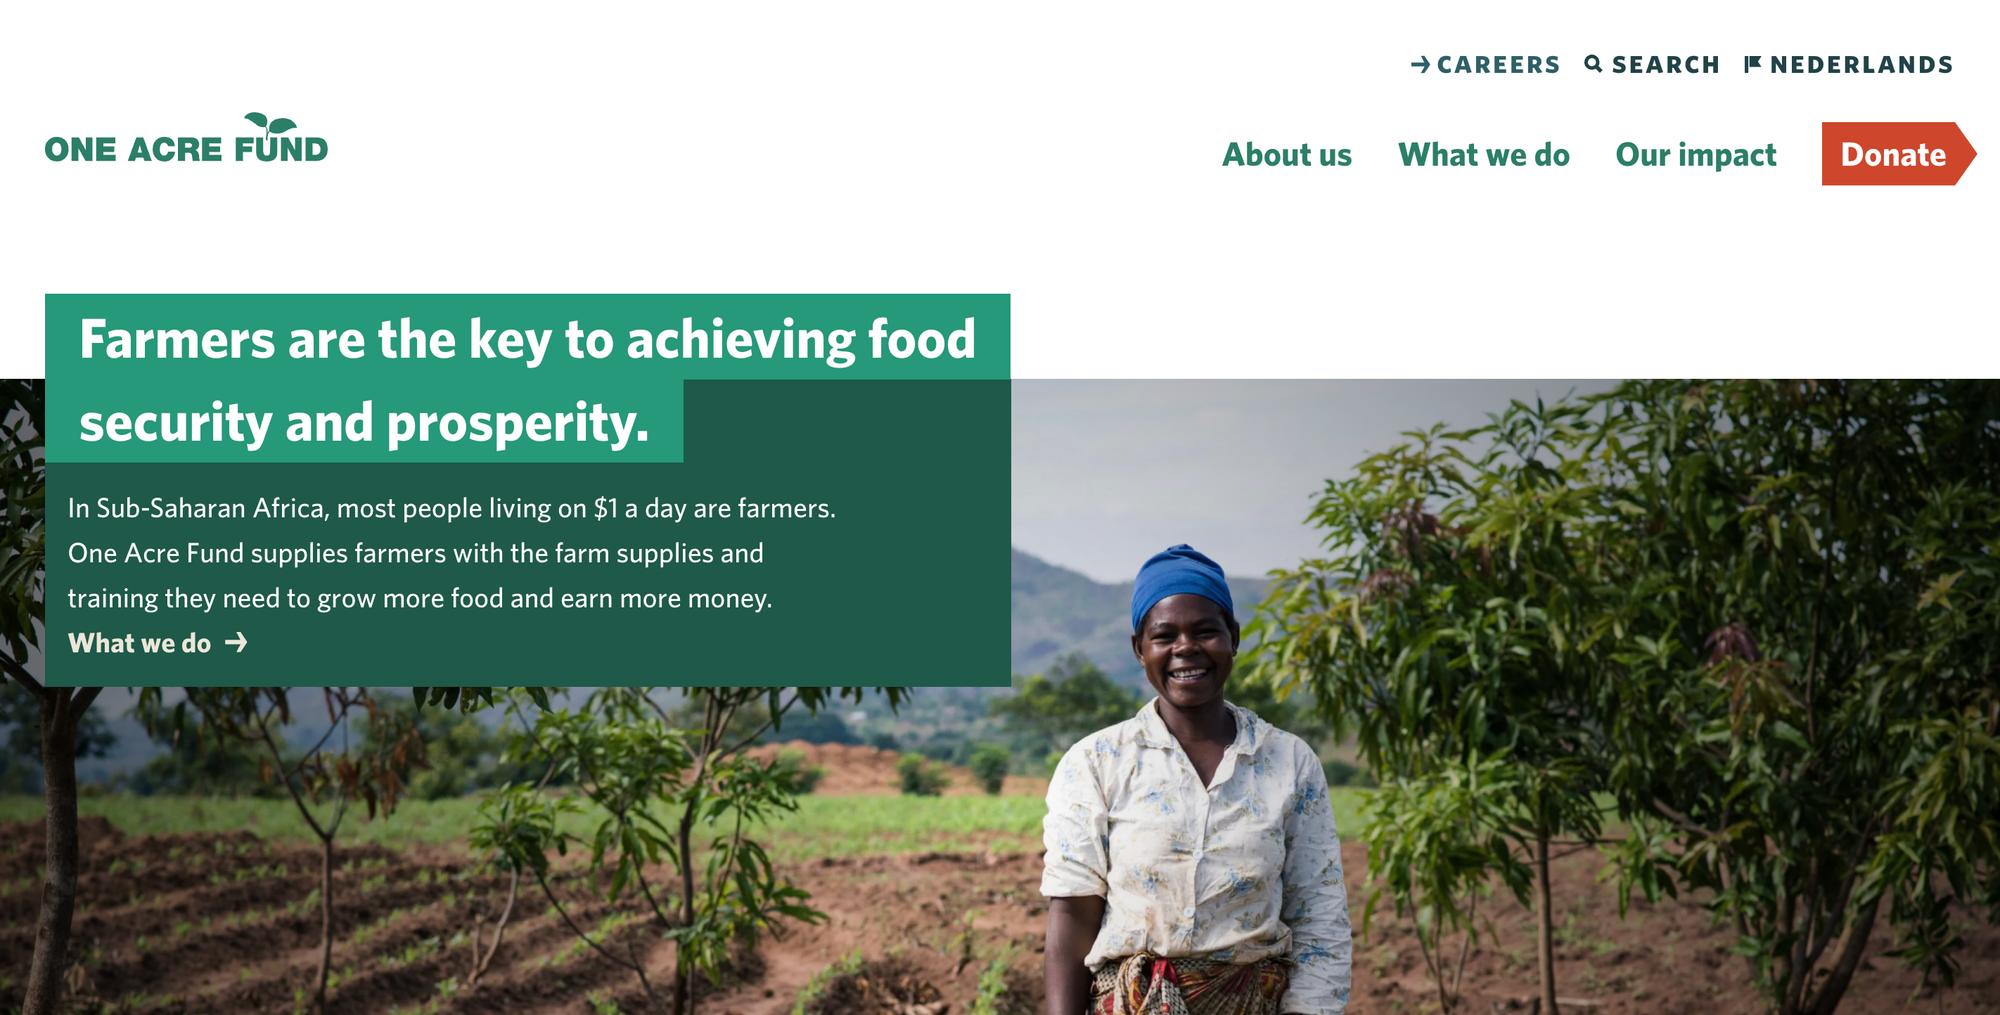 CAREERS SEARCH NEDERLANDS
ONE ACRE FUND
About us What we do Our impact Donate
Farmers are the key to achieving food
security and prosperity.
In Sub-Saharan Africa, most people living on $1 a day are farmers.
One Acre Fund supplies farmers with the farm supplies and
training they need to grow more food and earn more money.
What we do →